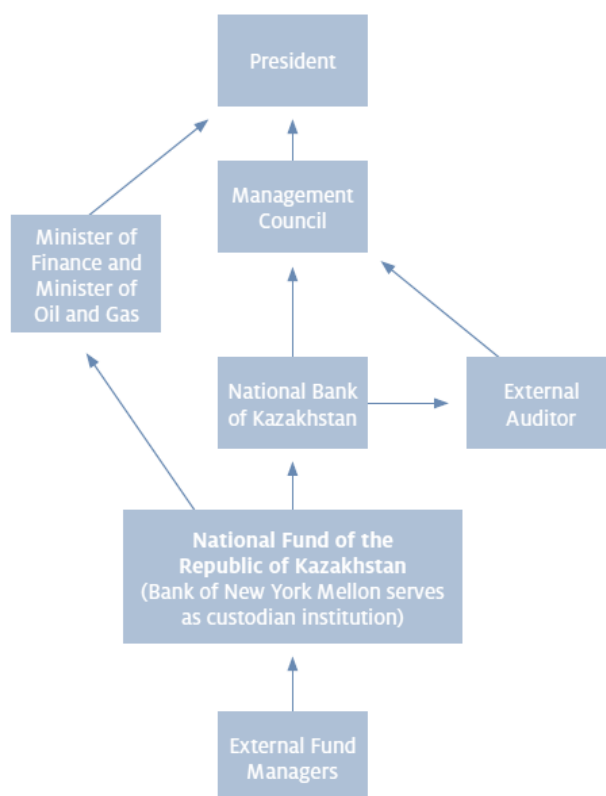 President
Management
Council
Minister of
Finance and
Minister of
Oil and Gas
National Bank
of Kazakhstan
External
Auditor
National Fund of the
Republic of Kazakhstan
(Bank of New York Mellon serves
as custodian institution)
External Fund
Managers